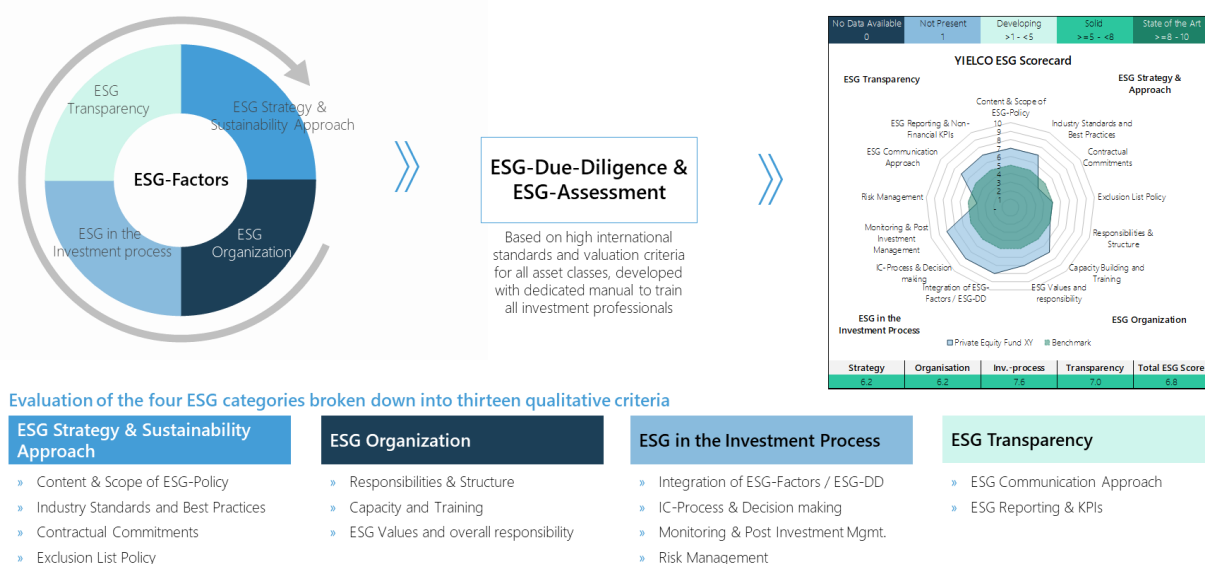 ESG
Transparency
ESG Strategy &
Sustainability Approach
ESG-Factors
ESG in the
Investment process
ESG
Organization
ESG-Due-Diligence &
ESG-Assessment
Based on high international
standards and valuation criteria
for all asset classes, developed
with dedicated manual to train
all investment professionals
No Data Available
0
Not Present
1
Developing
>1 - <5
Solid
>=5 - <8
State of the Art
>=8 - 10
YIELCO ESG Scorecard
ESG Transparency
ESG Strategy &
Approach
Content & Scope of
ESG-Policy
ESG Reporting & Non-
Financial KPIs
Industry Standards and
Best Practices
ESG Communication
Approach
Contractual
Commitments
Risk Management
Exclusion List Policy
Monitoring & Post
Investment
Management
Responsibilities &
Structure
IC-Process & Decision
making
Capacity Building and
Training
Integration of ESG-
Factors / ESG-DD
ESG Values and
responsibility
10
9
8
7
6
5
4
3
2
1
-
ESG in the
Investment Process
ESG Organization
Private Equity Fund XY
Benchmark
Strategy
Organisation
Inv.-process
Transparency
Total ESG Score
6.2
6.2
7.6
7.0
6.8
Evaluation of the four ESG categories broken down into thirteen qualitative criteria
ESG Strategy & Sustainability
Approach
» Content & Scope of ESG-Policy
» Industry Standards and Best Practices
» Contractual Commitments
» Exclusion List Policy
ESG Organization
» Responsibilities & Structure
» Capacity and Training
» ESG Values and overall responsibility
ESG in the Investment Process
» Integration of ESG-Factors / ESG-DD
» IC-Process & Decision making
» Monitoring & Post Investment Mgmt.
» Risk Management
ESG Transparency
» ESG Communication Approach
» ESG Reporting & KPIs